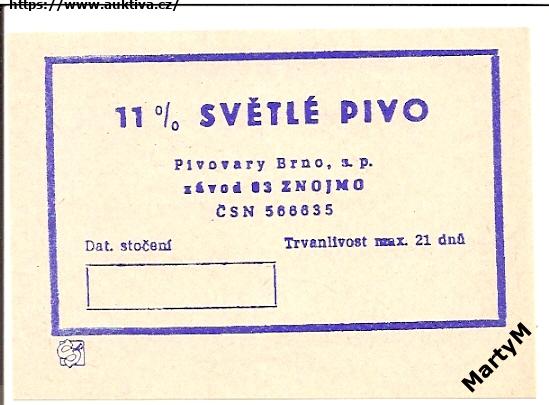 https://www.auktiva.cz/
11% SVĚTLÉ PIVO
Pivovary Brno, s. p.
závod 03 ZNOJMO
ČSN 566635
Dat. stočení
Trvanlivost max. 21 dnů
MartyM